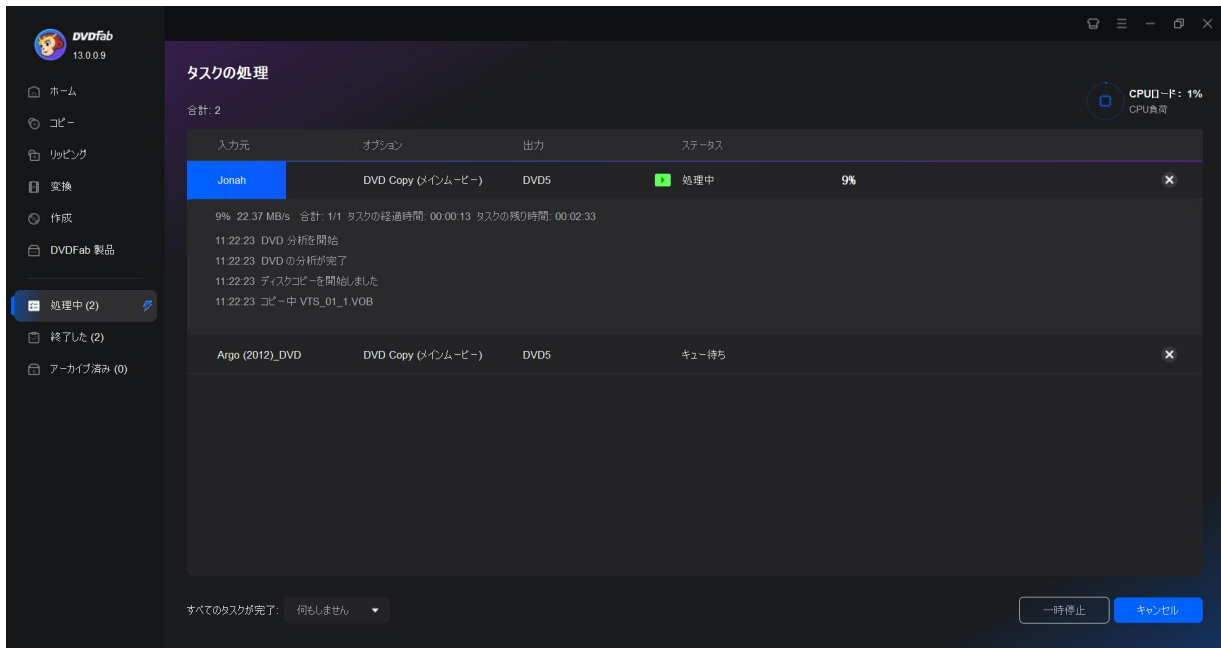 DVDFab
13.0.0.9
ホーム
コピー
リッピング
変換
作成
DVDFab 製品
処理中 (2)
終了した (2)
アーカイブ済み (0)
タスクの処理
合計: 2
CPUロード: 1%
CPU負荷
入力元 オプション 出力 ステータス
Jonah DVD Copy (メインムービー) DVD5 処理中 9%
9% 22.37 MB/s 合計: 1/1 タスクの経過時間: 00:00:13 タスクの残り時間: 00:02:33
11:22:23 DVD 分析を開始
11:22:23 DVD の分析が完了
11:22:23 ディスクコピーを開始しました
11:22:23 コピー中 VTS_01_1.VOB
Argo (2012)_DVD DVD Copy (メインムービー) DVD5 キュー待ち
すべてのタスクが完了: 何もしません
一時停止 キャンセル